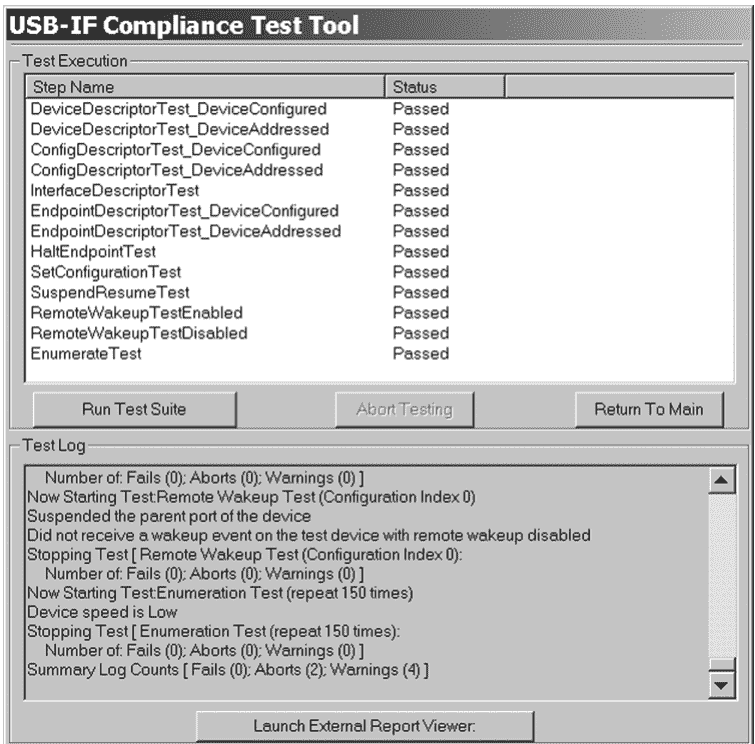 USB-IF Compliance Test Tool
Test Execution
Step Name Status
DeviceDescriptorTest_DeviceConfigured Passed
DeviceDescriptorTest_DeviceAddressed Passed
ConfigDescriptorTest_DeviceConfigured Passed
ConfigDescriptorTest_DeviceAddressed Passed
InterfaceDescriptorTest Passed
EndpointDescriptorTest_DeviceConfigured Passed
EndpointDescriptorTest_DeviceAddressed Passed
HaltEndpointTest Passed
SetConfigurationTest Passed
SuspendResumeTest Passed
RemoteWakeupTestEnabled Passed
RemoteWakeupTestDisabled Passed
EnumerateTest Passed
Run Test Suite Abort Testing Return To Main
Test Log
Number of: Fails (0); Aborts (0); Warnings (0) ]
Now Starting Test:Remote Wakeup Test (Configuration Index 0)
Suspended the parent port of the device
Did not receive a wakeup event on the test device with remote wakeup disabled
Stopping Test [ Remote Wakeup Test (Configuration Index 0):
Number of: Fails (0); Aborts (0); Warnings (0) ]
Now Starting Test:Enumeration Test (repeat 150 times)
Device speed is Low
Stopping Test [ Enumeration Test (repeat 150 times):
Number of: Fails (0); Aborts (0); Warnings (0) ]
Summary Log Counts [ Fails (0); Aborts (2); Warnings (4) ]
Launch External Report Viewer: